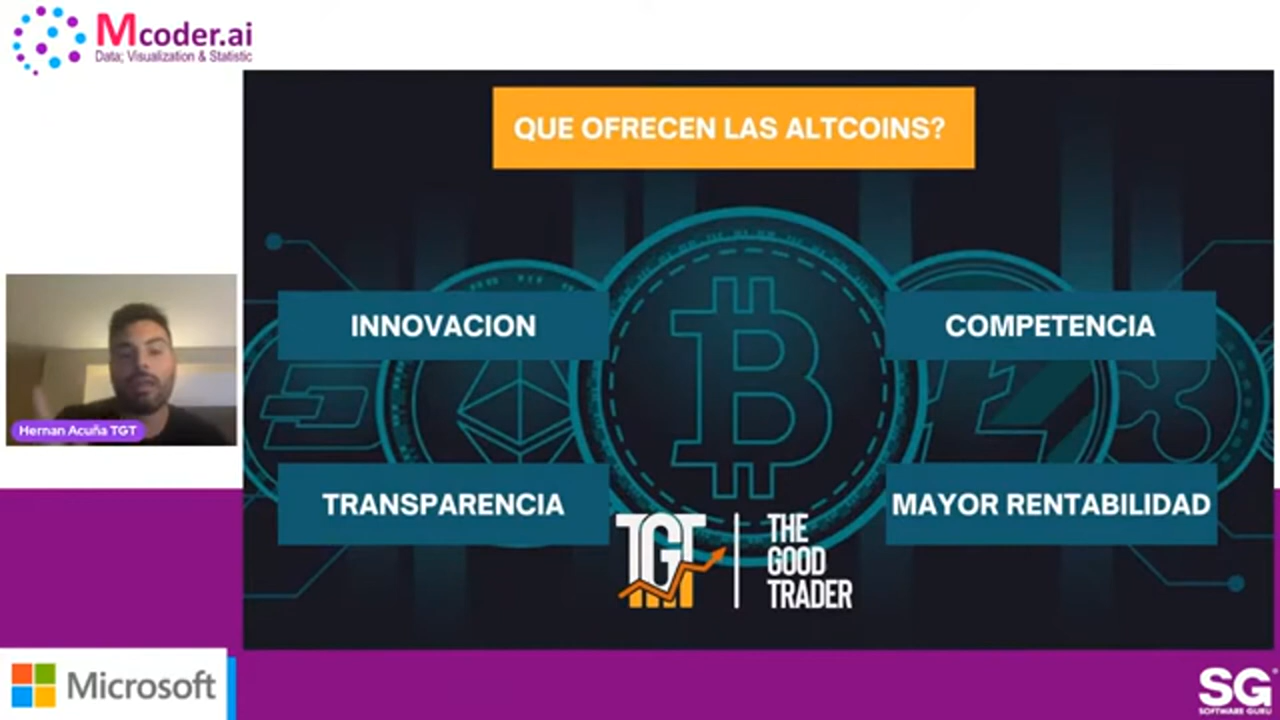 Mcoder.ai
Data; Visualization & Statistic
QUE OFRECEN LAS ALTCOINS?
INNOVACION
COMPETENCIA
Hernan Acuña TGT
TRANSPARENCIA
MAYOR RENTABILIDAD
TGT
THE
GOOD
TRADER
Microsoft
SG
SOFTWARE GURU